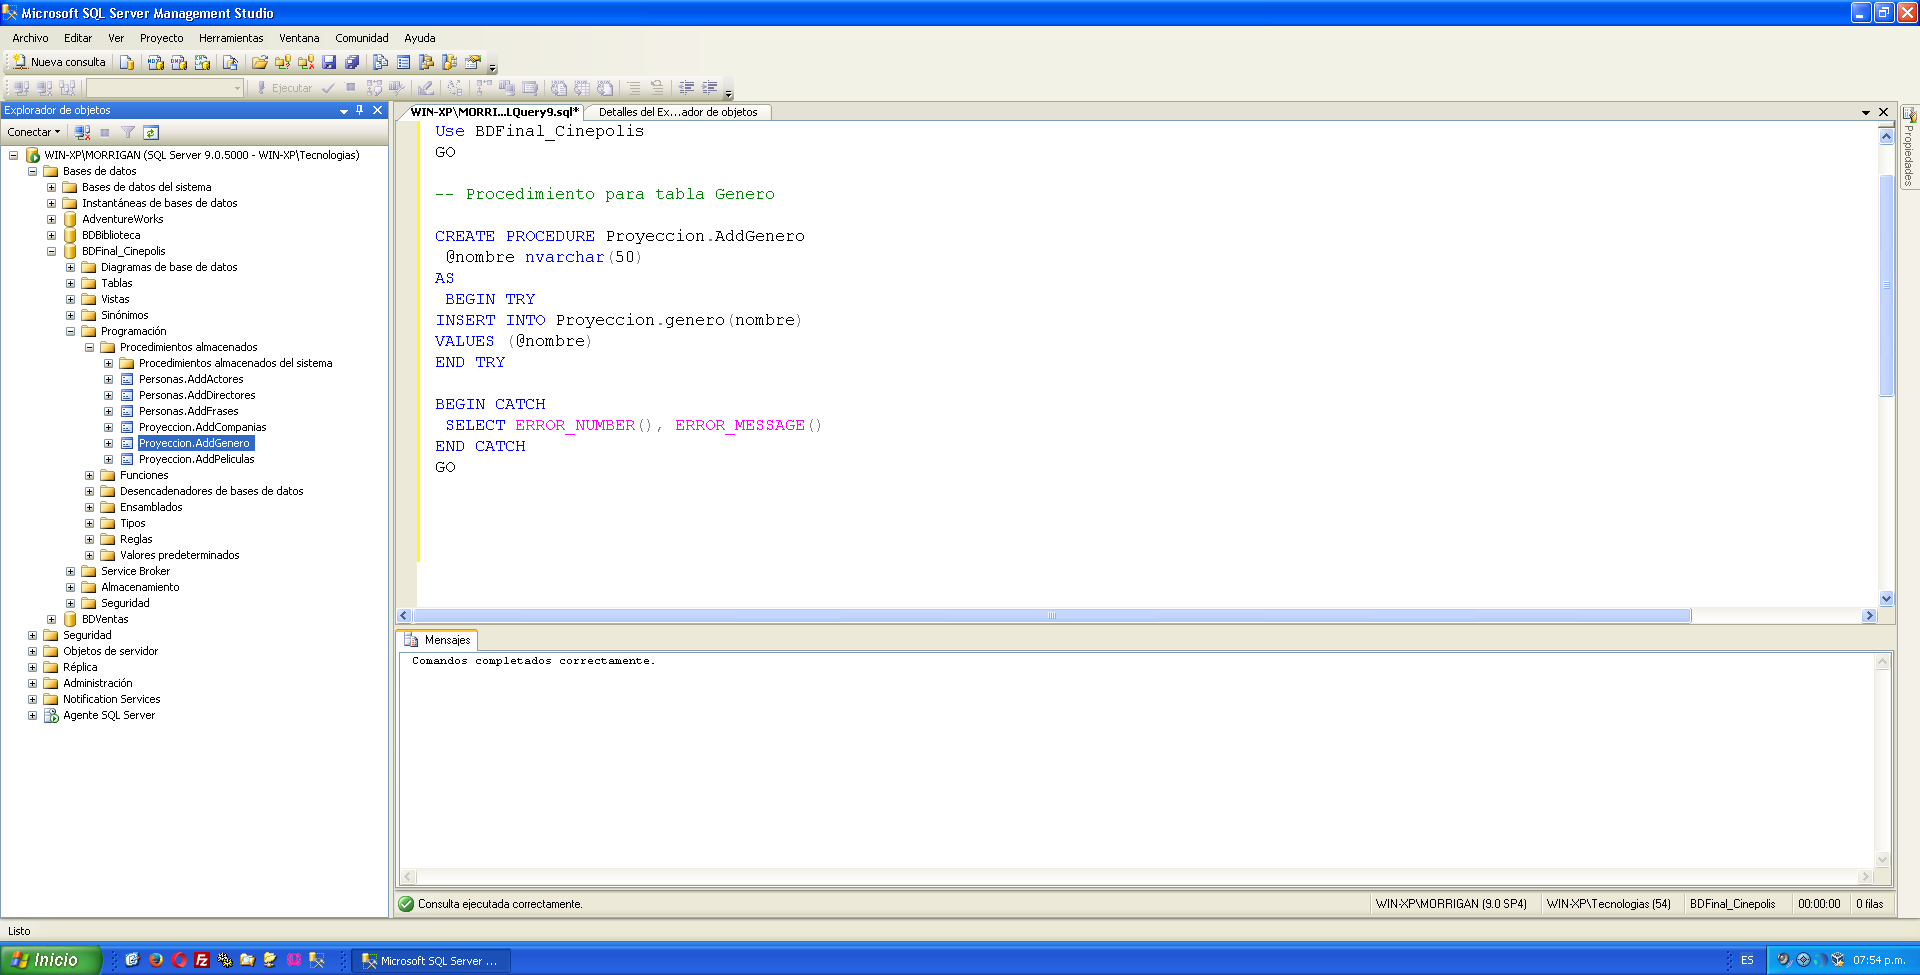 Microsoft SQL Server Management Studio
Archivo Editar Ver Proyecto Herramientas Ventana Comunidad Ayuda
Nueva consulta
Ejecutar
Explorador de objetos
Conectar
WIN-XP\MORRIGAN (SQL Server 9.0.5000 - WIN-XP\Tecnologias)
Bases de datos
Bases de datos del sistema
Instantáneas de bases de datos
AdventureWorks
BDBiblioteca
BDFinal_Cinepolis
Diagramas de base de datos
Tablas
Vistas
Sinónimos
Programación
Procedimientos almacenados
Procedimientos almacenados del sistema
Personas.AddActores
Personas.AddDirectores
Personas.AddFrases
Proyeccion.AddCompanias
Proyeccion.AddGenero
Proyeccion.AddPeliculas
Funciones
Desencadenadores de bases de datos
Ensamblados
Tipos
Reglas
Valores predeterminados
Service Broker
Almacenamiento
Seguridad
BDVentas
Seguridad
Objetos de servidor
Réplica
Administración
Notification Services
Agente SQL Server
WIN-XP\MORRI...LQuery9.sql* Detalles del Ex...ador de objetos
Use BDFinal_Cinepolis
GO
-- Procedimiento para tabla Genero
CREATE PROCEDURE Proyeccion.AddGenero
@nombre nvarchar(50)
AS
BEGIN TRY
INSERT INTO Proyeccion.genero(nombre)
VALUES (@nombre)
END TRY
BEGIN CATCH
SELECT ERROR_NUMBER(), ERROR_MESSAGE()
END CATCH
GO
Propiedades
Mensajes
Comandos completados correctamente.
Consulta ejecutada correctamente. WIN-XP\MORRIGAN (9.0 SP4) WIN-XP\Tecnologias (54) BDFinal_Cinepolis 00:00:00 0 filas
Listo
Inicio Microsoft SQL Server ... ES 07:54 p.m.